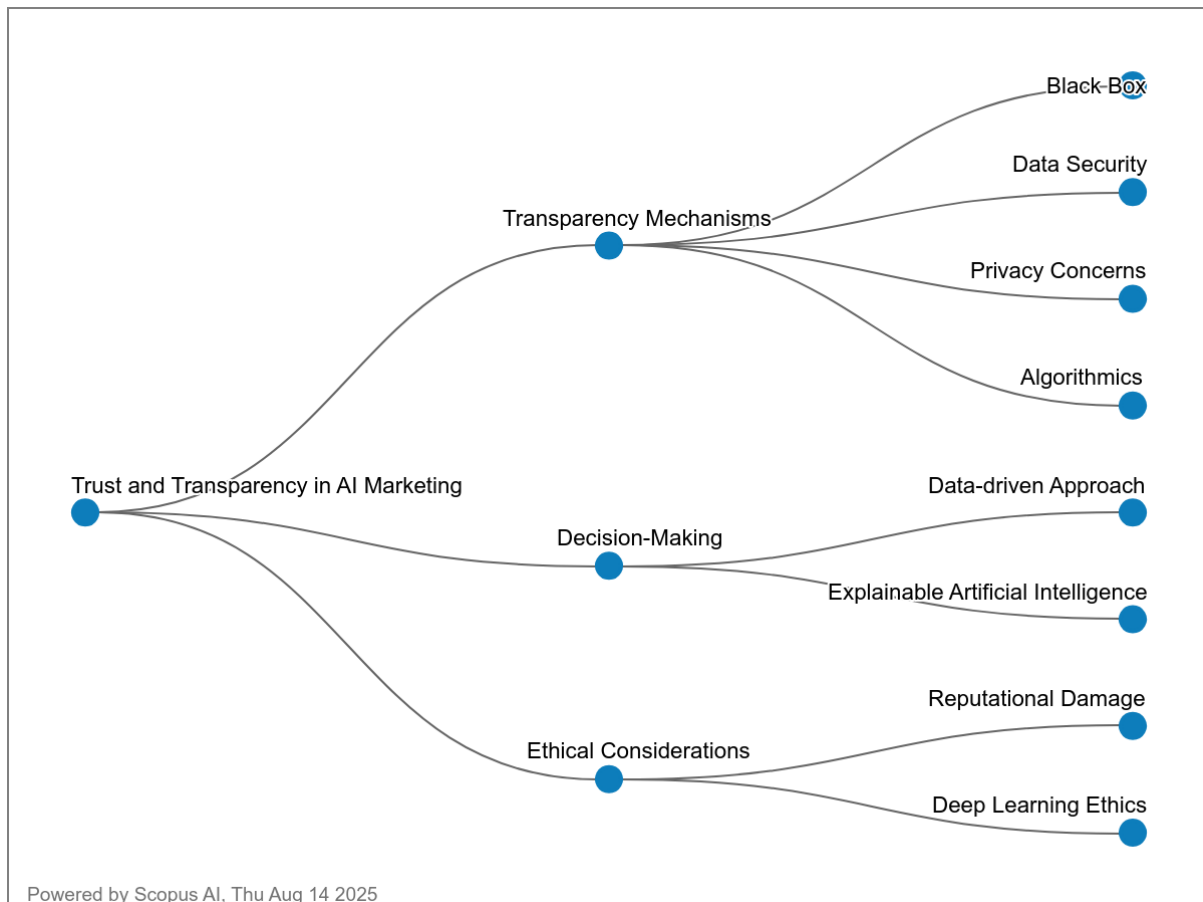 Black Box
Data Security
Transparency Mechanisms
Privacy Concerns
Algorithmics
Trust and Transparency in AI Marketing
Data-driven Approach
Decision-Making
Explainable Artificial Intelligence
Reputational Damage
Ethical Considerations
Deep Learning Ethics
Powered by Scopus AI, Thu Aug 14 2025